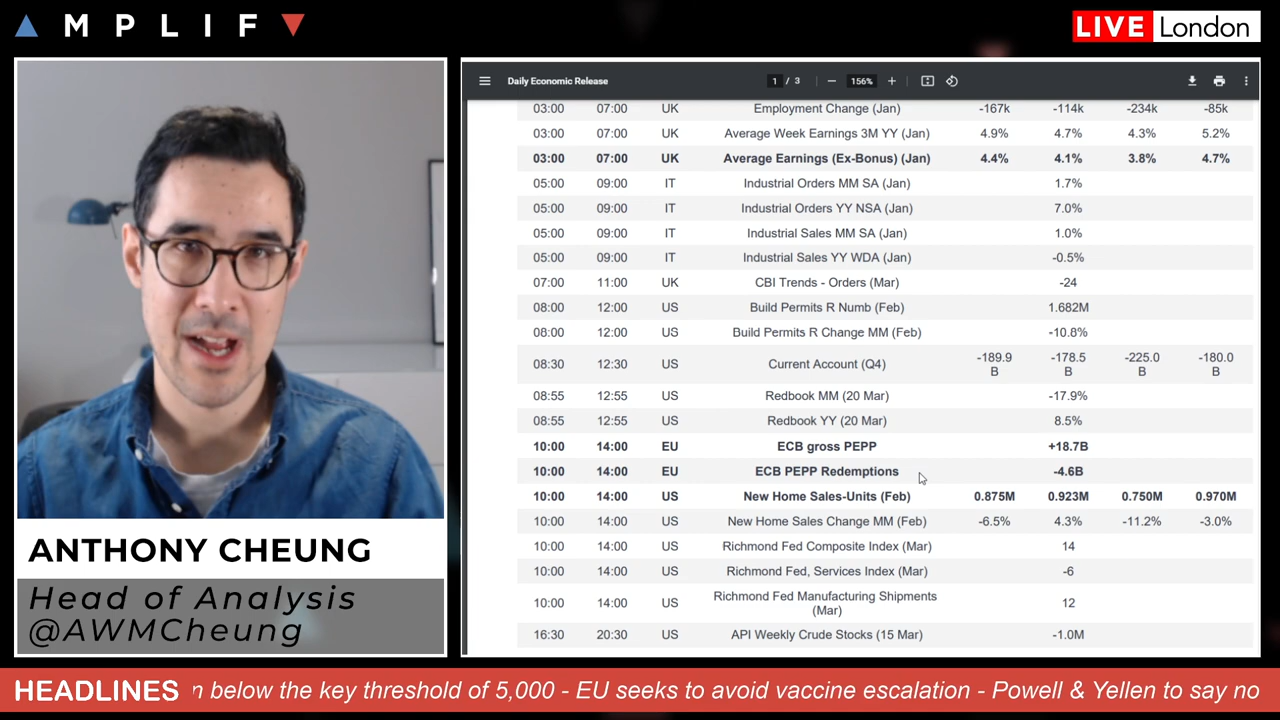 MPLIF
LIVE London
Daily Economic Release
1 / 3
156%
03:00 07:00 UK Employment Change (Jan) -167k -114k -234k -85k
03:00 07:00 UK Average Week Earnings 3M YY (Jan) 4.9% 4.7% 4.3% 5.2%
03:00 07:00 UK Average Earnings (Ex-Bonus) (Jan) 4.4% 4.1% 3.8% 4.7%
05:00 09:00 IT Industrial Orders MM SA (Jan) 1.7%
05:00 09:00 IT Industrial Orders YY NSA (Jan) 7.0%
05:00 09:00 IT Industrial Sales MM SA (Jan) 1.0%
05:00 09:00 IT Industrial Sales YY WDA (Jan) -0.5%
07:00 11:00 UK CBI Trends - Orders (Mar) -24
08:00 12:00 US Build Permits R Numb (Feb) 1.682M
08:00 12:00 US Build Permits R Change MM (Feb) -10.8%
08:30 12:30 US Current Account (Q4) -189.9 B -178.5 B -225.0 B -180.0 B
08:55 12:55 US Redbook MM (20 Mar) -17.9%
08:55 12:55 US Redbook YY (20 Mar) 8.5%
10:00 14:00 EU ECB gross PEPP +18.7B
10:00 14:00 EU ECB PEPP Redemptions -4.6B
10:00 14:00 US New Home Sales-Units (Feb) 0.875M 0.923M 0.750M 0.970M
10:00 14:00 US New Home Sales Change MM (Feb) -6.5% 4.3% -11.2% -3.0%
10:00 14:00 US Richmond Fed Composite Index (Mar) 14
10:00 14:00 US Richmond Fed, Services Index (Mar) -6
10:00 14:00 US Richmond Fed Manufacturing Shipments (Mar) 12
16:30 20:30 US API Weekly Crude Stocks (15 Mar) -1.0M
ANTHONY CHEUNG
Head of Analysis
@AWMCheung
HEADLINES n below the key threshold of 5,000 - EU seeks to avoid vaccine escalation - Powell & Yellen to say no